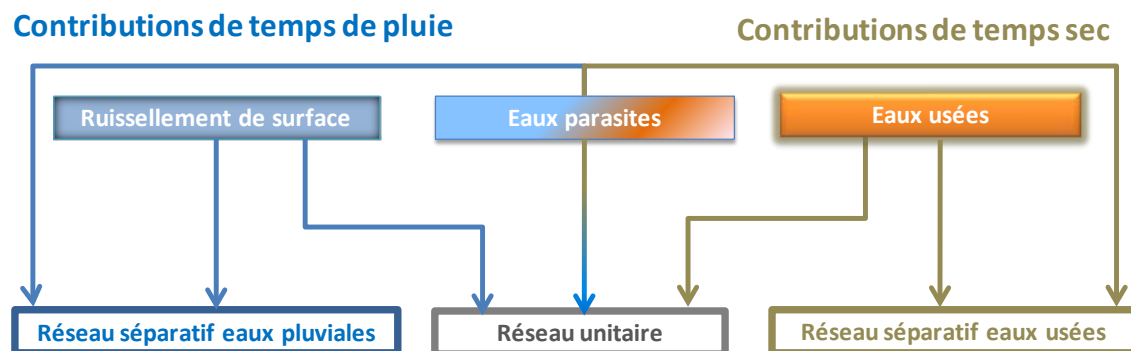 Contributions de temps de pluie
Contributions de temps sec
Ruissellement de surface
Eaux parasites
Eaux usées
Réseau séparatif eaux pluviales
Réseau unitaire
Réseau séparatif eaux usées